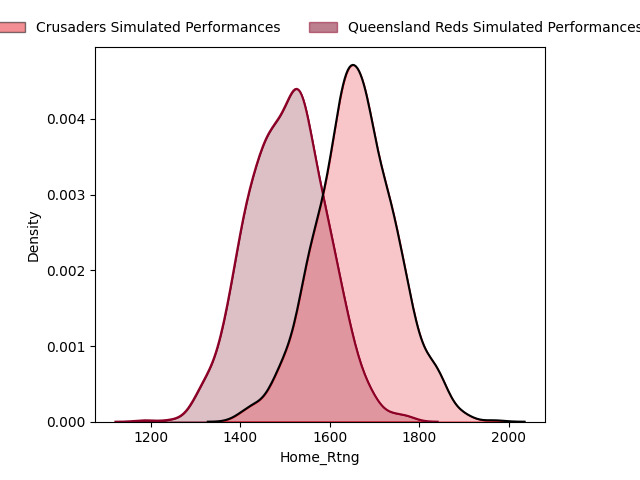 Crusaders Simulated Performances Queensland Reds Simulated Performances
0.004
0.003
0.002
0.001
0.000
Density
1200 1400 1600 1800 2000
Home_Rtng